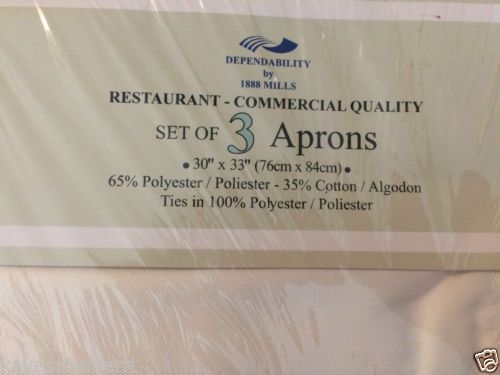 DEPENDABILITY
by
1888 MILLS
RESTAURANT - COMMERCIAL QUALITY
SET OF 3 Aprons
• 30" x 33" (76cm x 84cm) •
65% Polyester / Poliester - 35% Cotton / Algodon
Ties in 100% Polyester / Poliester